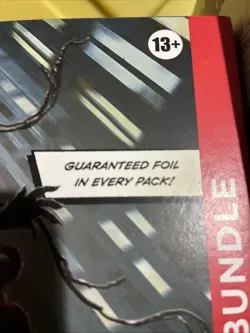 13+
GUARANTEED FOIL
IN EVERY PACK!
BUNDLE